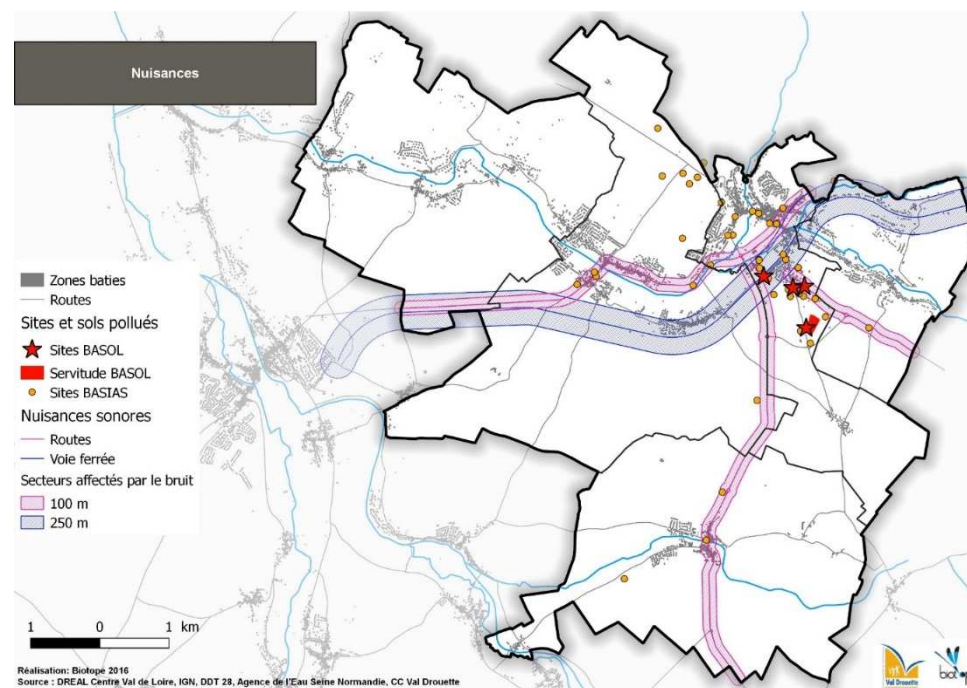 Nuisances
Zones baties
Routes
Sites et sols pollués
Sites BASOL
Servitude BASOL
Sites BASIAS
Nuisances sonores
Routes
Voie ferrée
Secteurs affectés par le bruit
100 m
250 m
1 0 1 km
Réalisation: Biotope 2016
Source : DREAL Centre Val de Loire, IGN, DDT 28, Agence de l'Eau Seine Normandie, CC Val Drouette
Val Drouette